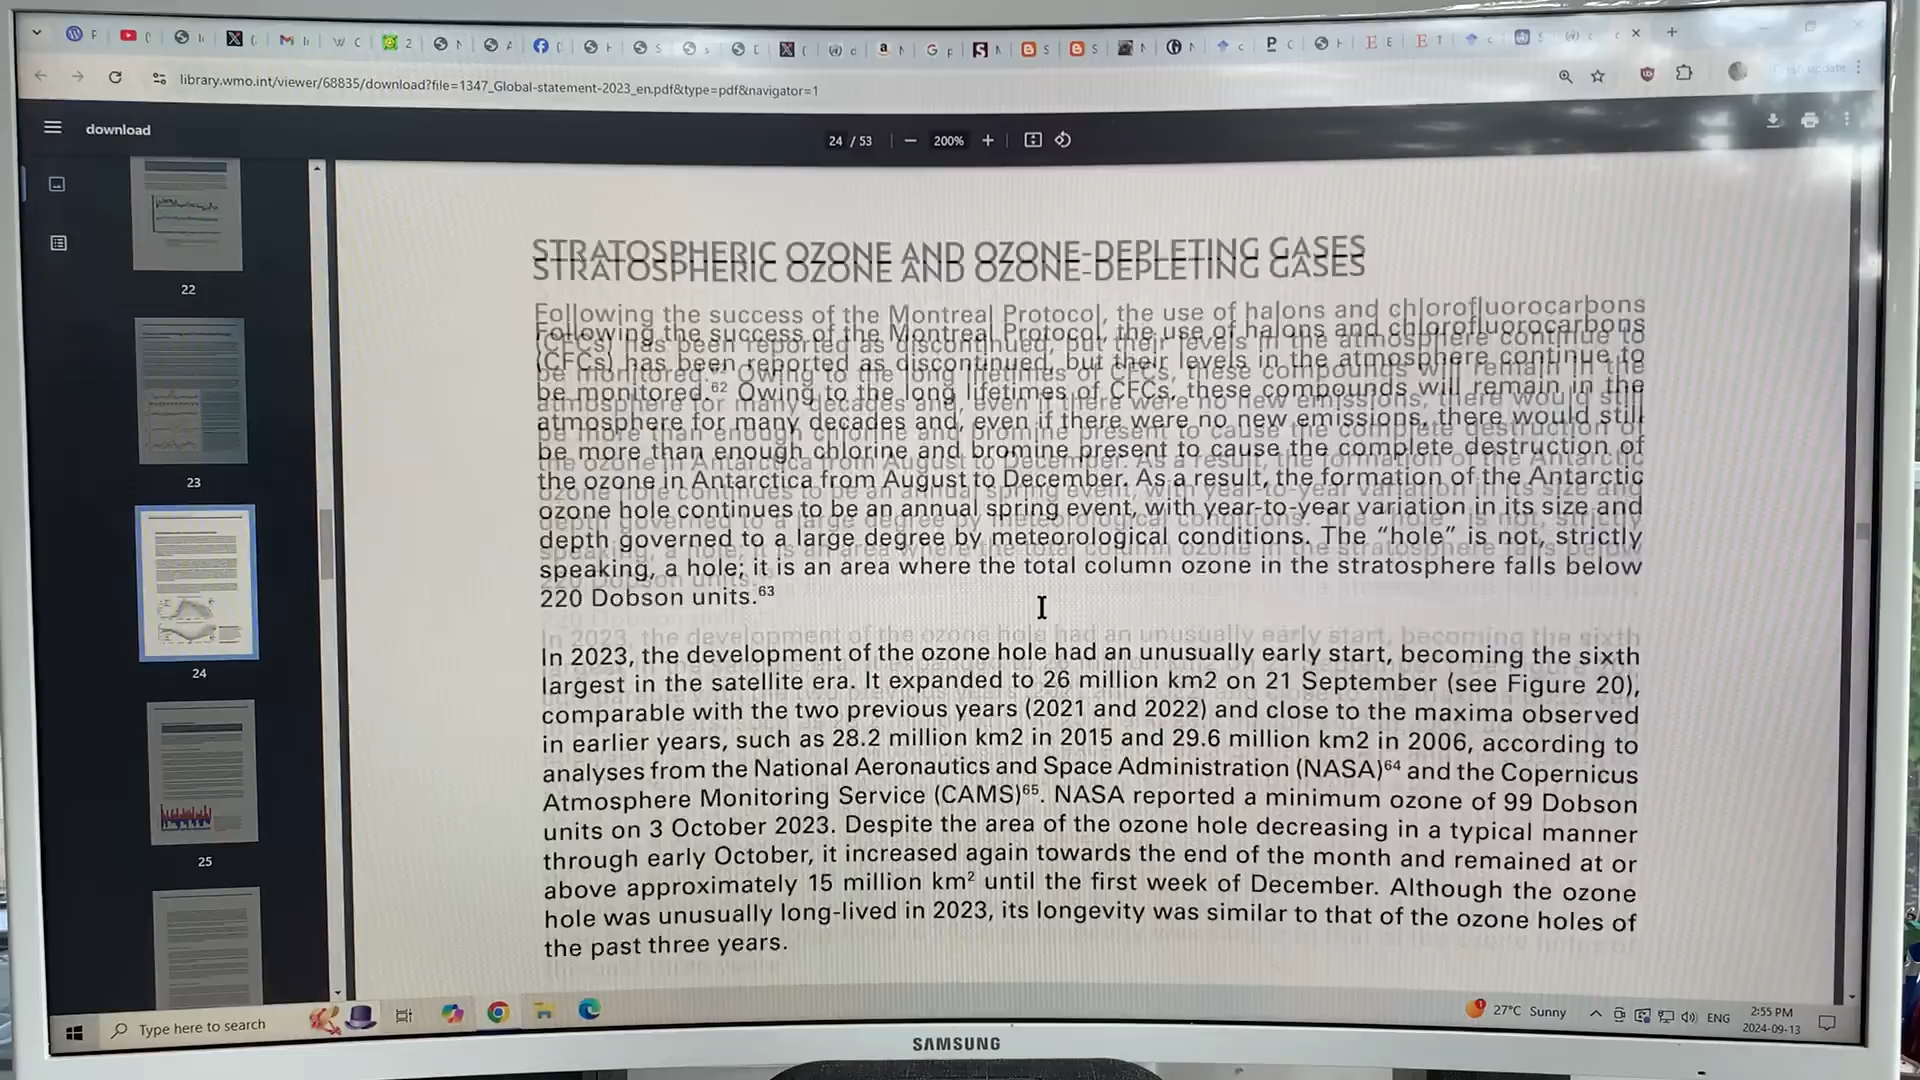 library.wmo.int/viewer/68835/download?file=1347_Global-statement-2023_en.pdf&type=pdf&navigator=1
download
24 / 53
200%
22
23
24
25
STRATOSPHERIC OZONE AND OZONE-DEPLETING GASES
Following the success of the Montreal Protocol, the use of halons and chlorofluorocarbons
(CFCs) has been reported as discontinued, but their levels in the atmosphere continue to
be monitored.⁶² Owing to the long lifetimes of CFCs, these compounds will remain in the
atmosphere for many decades and, even if there were no new emissions, there would still
be more than enough chlorine and bromine present to cause the complete destruction of
the ozone in Antarctica from August to December. As a result, the formation of the Antarctic
ozone hole continues to be an annual spring event, with year-to-year variation in its size and
depth governed to a large degree by meteorological conditions. The “hole” is not, strictly
speaking, a hole; it is an area where the total column ozone in the stratosphere falls below
220 Dobson units.⁶³
In 2023, the development of the ozone hole had an unusually early start, becoming the sixth
largest in the satellite era. It expanded to 26 million km2 on 21 September (see Figure 20),
comparable with the two previous years (2021 and 2022) and close to the maxima observed
in earlier years, such as 28.2 million km2 in 2015 and 29.6 million km2 in 2006, according to
analyses from the National Aeronautics and Space Administration (NASA)⁶⁴ and the Copernicus
Atmosphere Monitoring Service (CAMS)⁶⁵. NASA reported a minimum ozone of 99 Dobson
units on 3 October 2023. Despite the area of the ozone hole decreasing in a typical manner
through early October, it increased again towards the end of the month and remained at or
above approximately 15 million km² until the first week of December. Although the ozone
hole was unusually long-lived in 2023, its longevity was similar to that of the ozone holes of
the past three years.
Type here to search
27°C Sunny
ENG
2:55 PM
2024-09-13
SAMSUNG